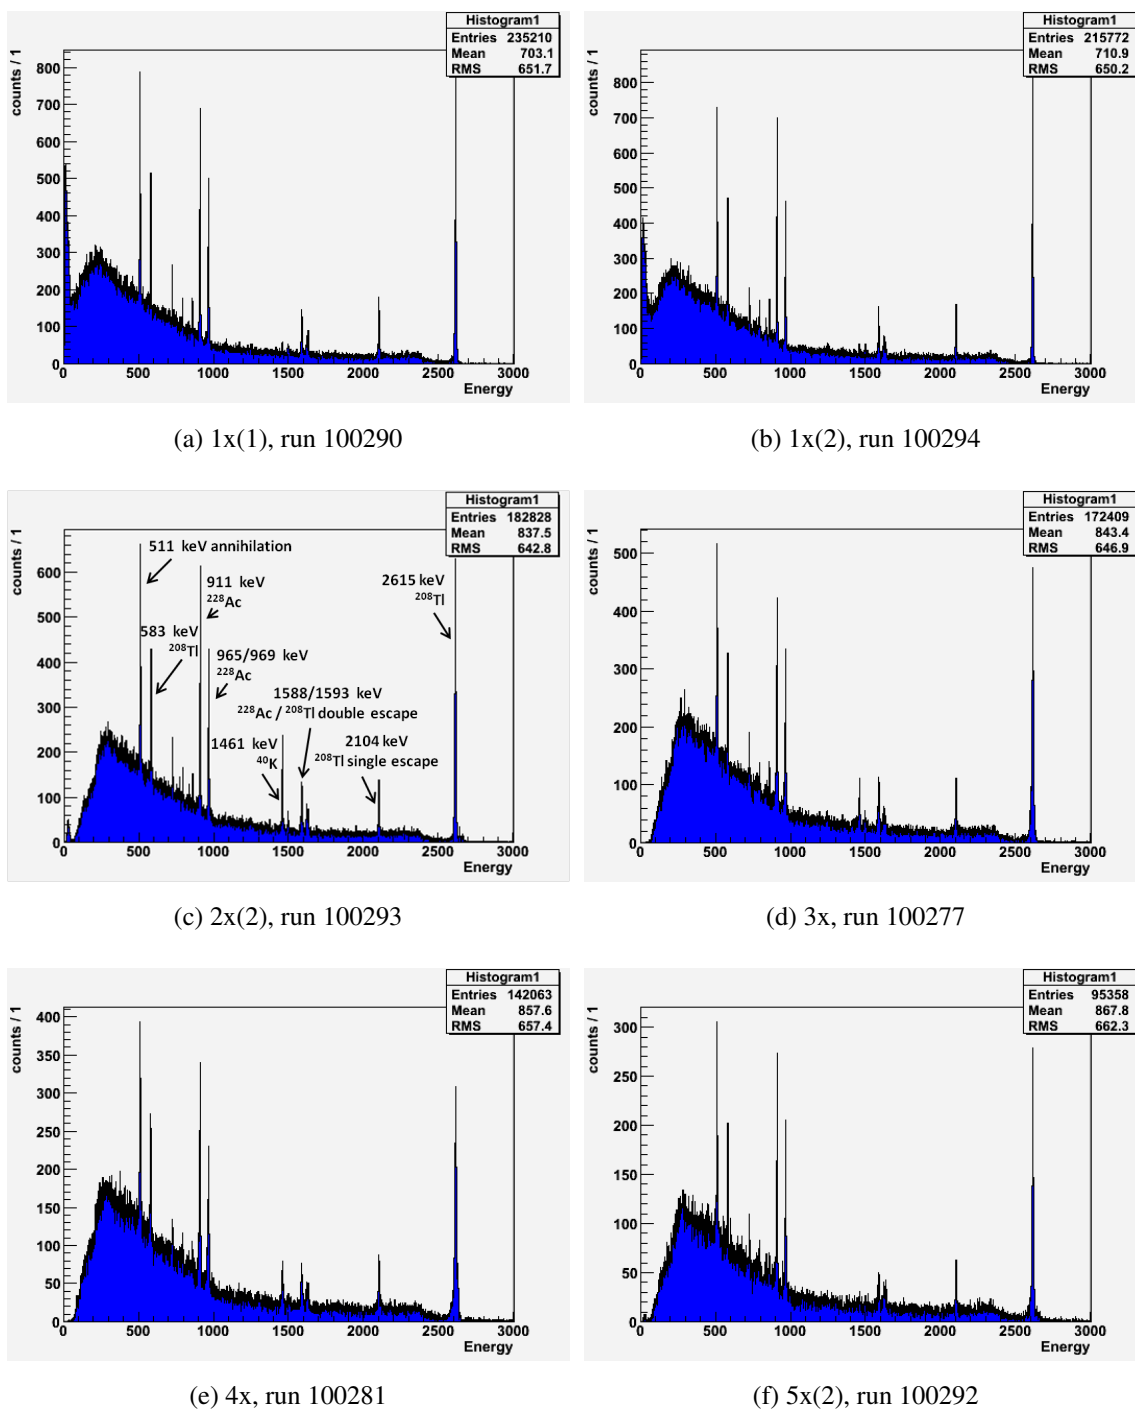 Histogram1
Entries 235210
Mean 703.1
RMS 651.7
counts / 1
800
700
600
500
400
300
200
100
0
0 500 1000 1500 2000 2500 3000
Energy
(a) 1x(1), run 100290
Histogram1
Entries 215772
Mean 710.9
RMS 650.2
counts / 1
800
700
600
500
400
300
200
100
0
0 500 1000 1500 2000 2500 3000
Energy
(b) 1x(2), run 100294
Histogram1
Entries 182828
Mean 837.5
RMS 642.8
counts / 1
600
500
400
300
200
100
0
511 keV annihilation
911 keV
²²⁸Ac
2615 keV
²⁰⁸Tl
583 keV
²⁰⁸Tl
965/969 keV
²²⁸Ac
1588/1593 keV
²²⁸Ac / ²⁰⁸Tl double escape
1461 keV
⁴⁰K
2104 keV
²⁰⁸Tl single escape
0 500 1000 1500 2000 2500 3000
Energy
(c) 2x(2), run 100293
Histogram1
Entries 172409
Mean 843.4
RMS 646.9
counts / 1
500
400
300
200
100
0
0 500 1000 1500 2000 2500 3000
Energy
(d) 3x, run 100277
Histogram1
Entries 142063
Mean 857.6
RMS 657.4
counts / 1
400
350
300
250
200
150
100
50
0
0 500 1000 1500 2000 2500 3000
Energy
(e) 4x, run 100281
Histogram1
Entries 95358
Mean 867.8
RMS 662.3
counts / 1
300
250
200
150
100
50
0
0 500 1000 1500 2000 2500 3000
Energy
(f) 5x(2), run 100292